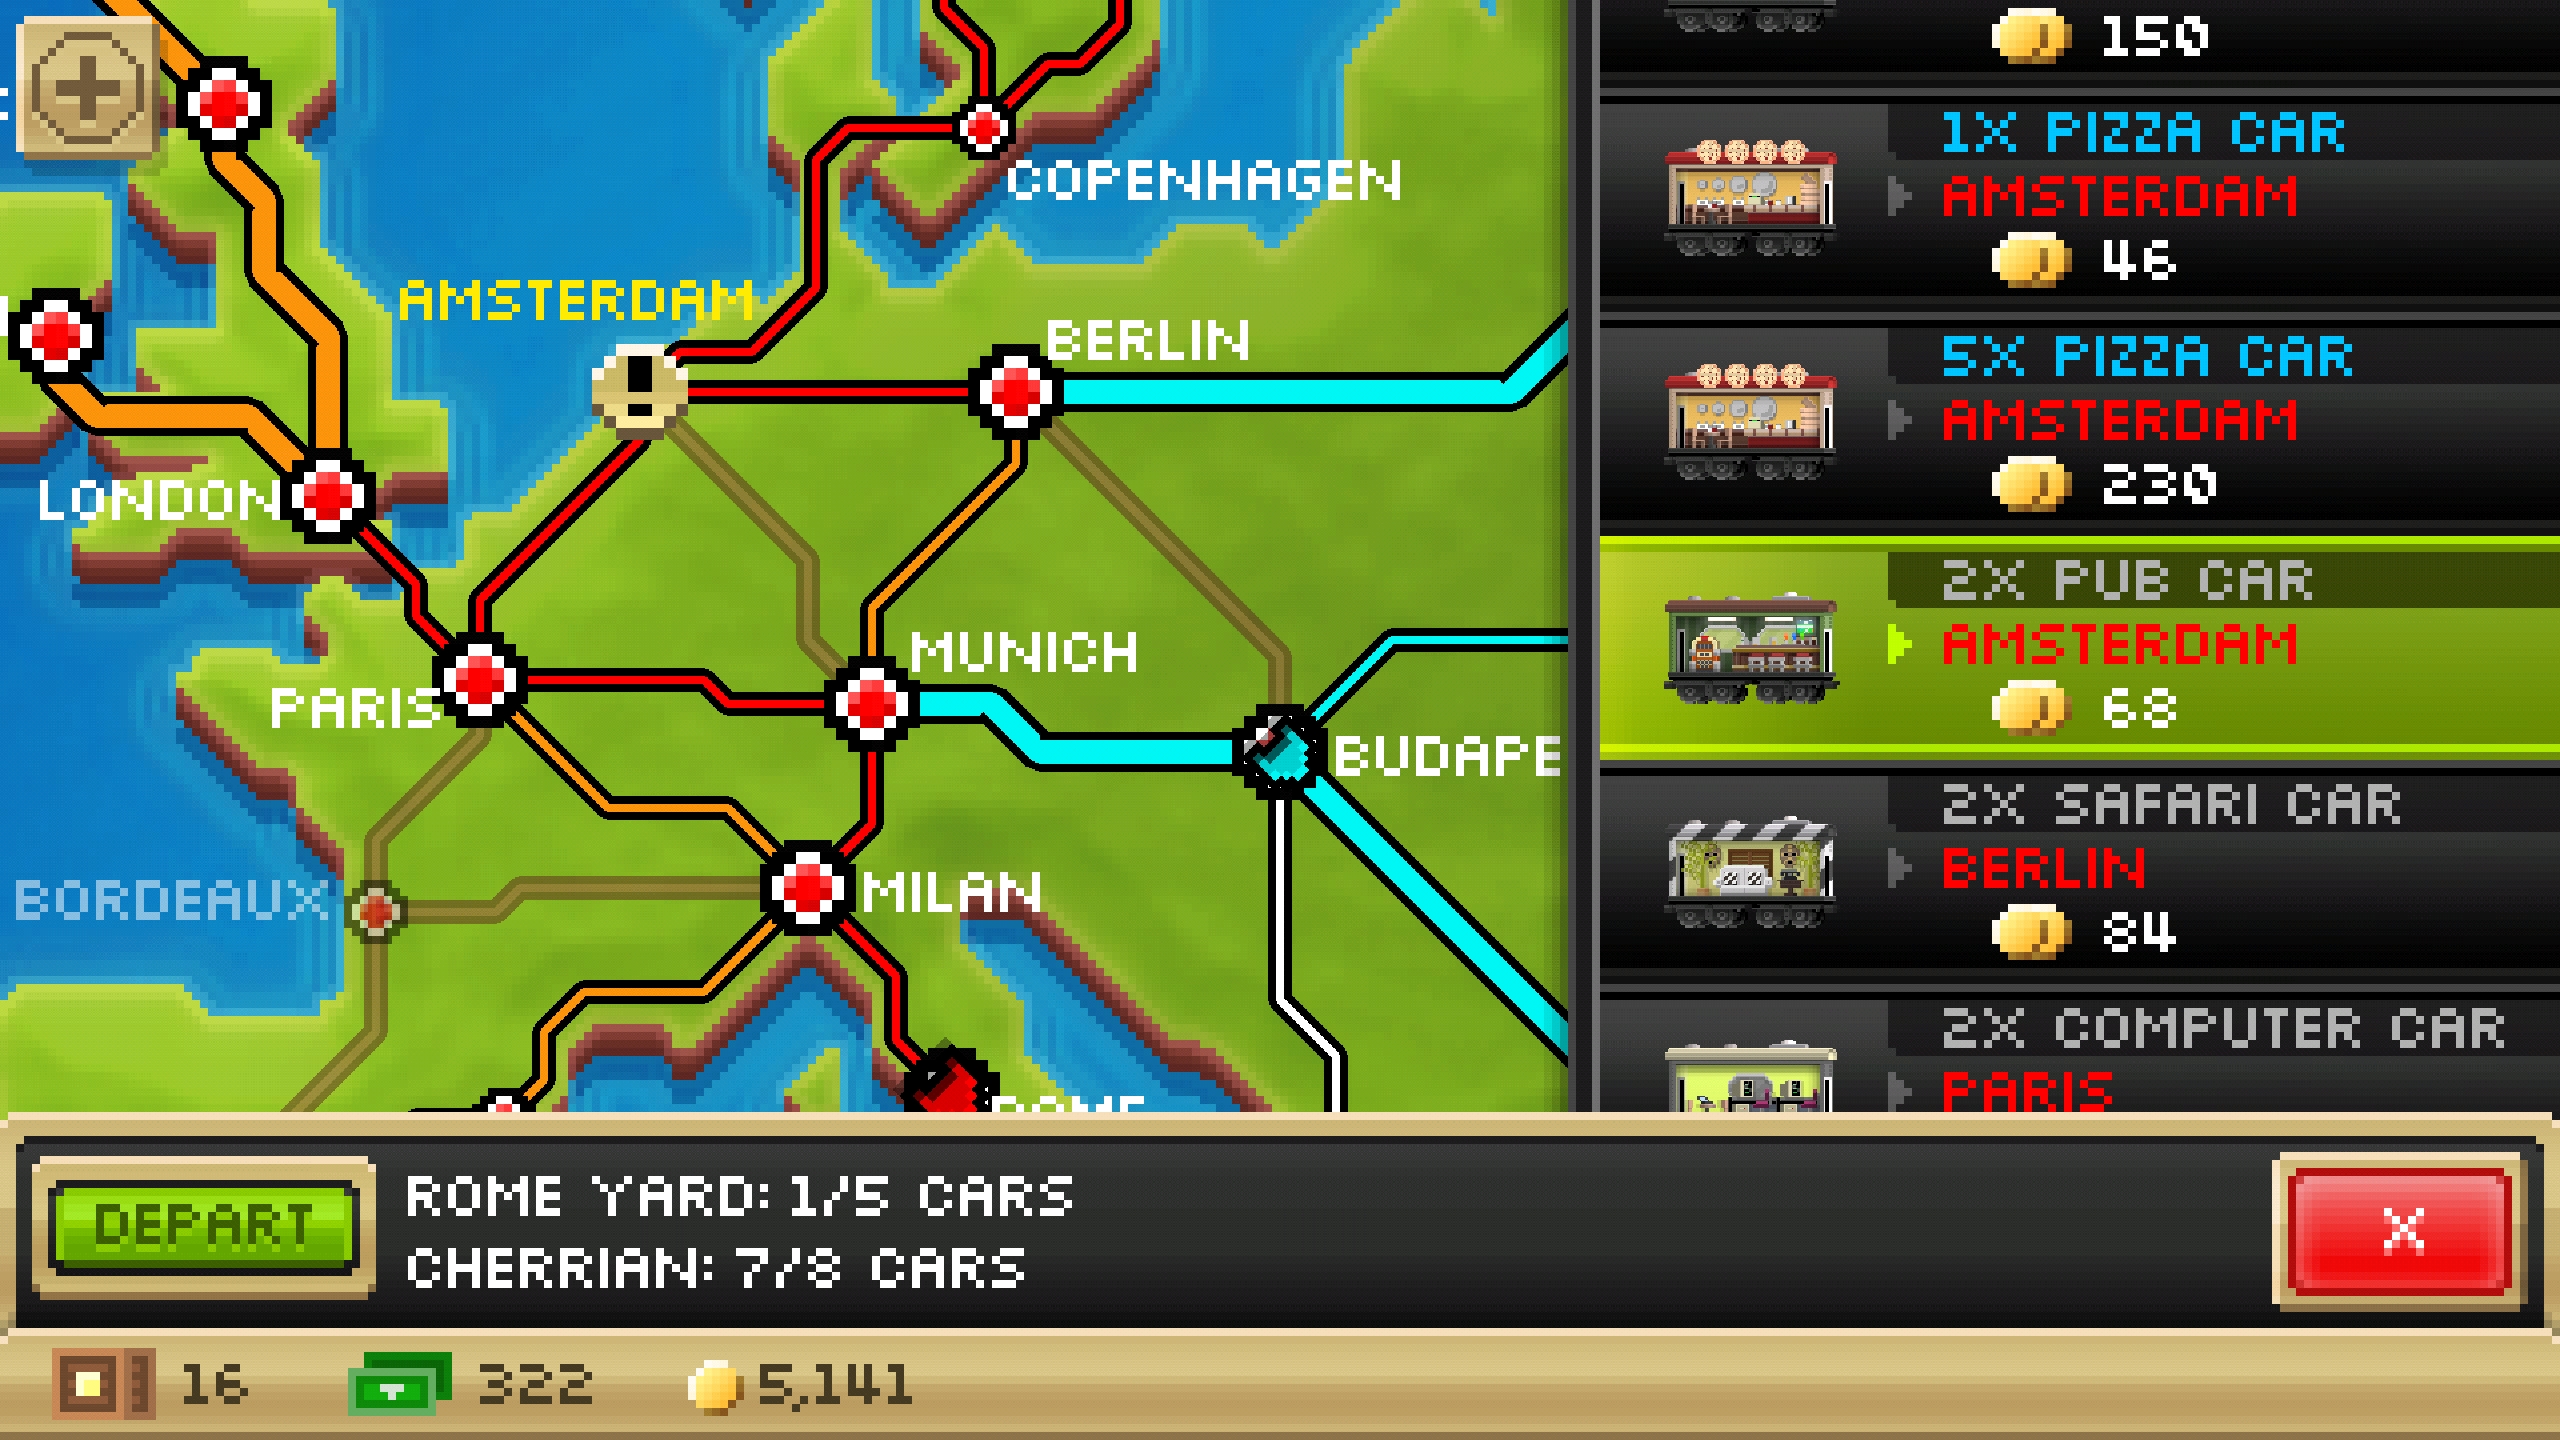 COPENHAGEN
AMSTERDAM
BERLIN
LONDON
MUNICH
PARIS
BUDAPE
BORDEAUX
MILAN
ROME
150
1X PIZZA CAR
AMSTERDAM
46
5X PIZZA CAR
AMSTERDAM
230
2X PUB CAR
AMSTERDAM
68
2X SAFARI CAR
BERLIN
84
2X COMPUTER CAR
PARIS
DEPART
ROME YARD: 1/5 CARS
CHERRIAN: 7/8 CARS
X
16
322
5,141